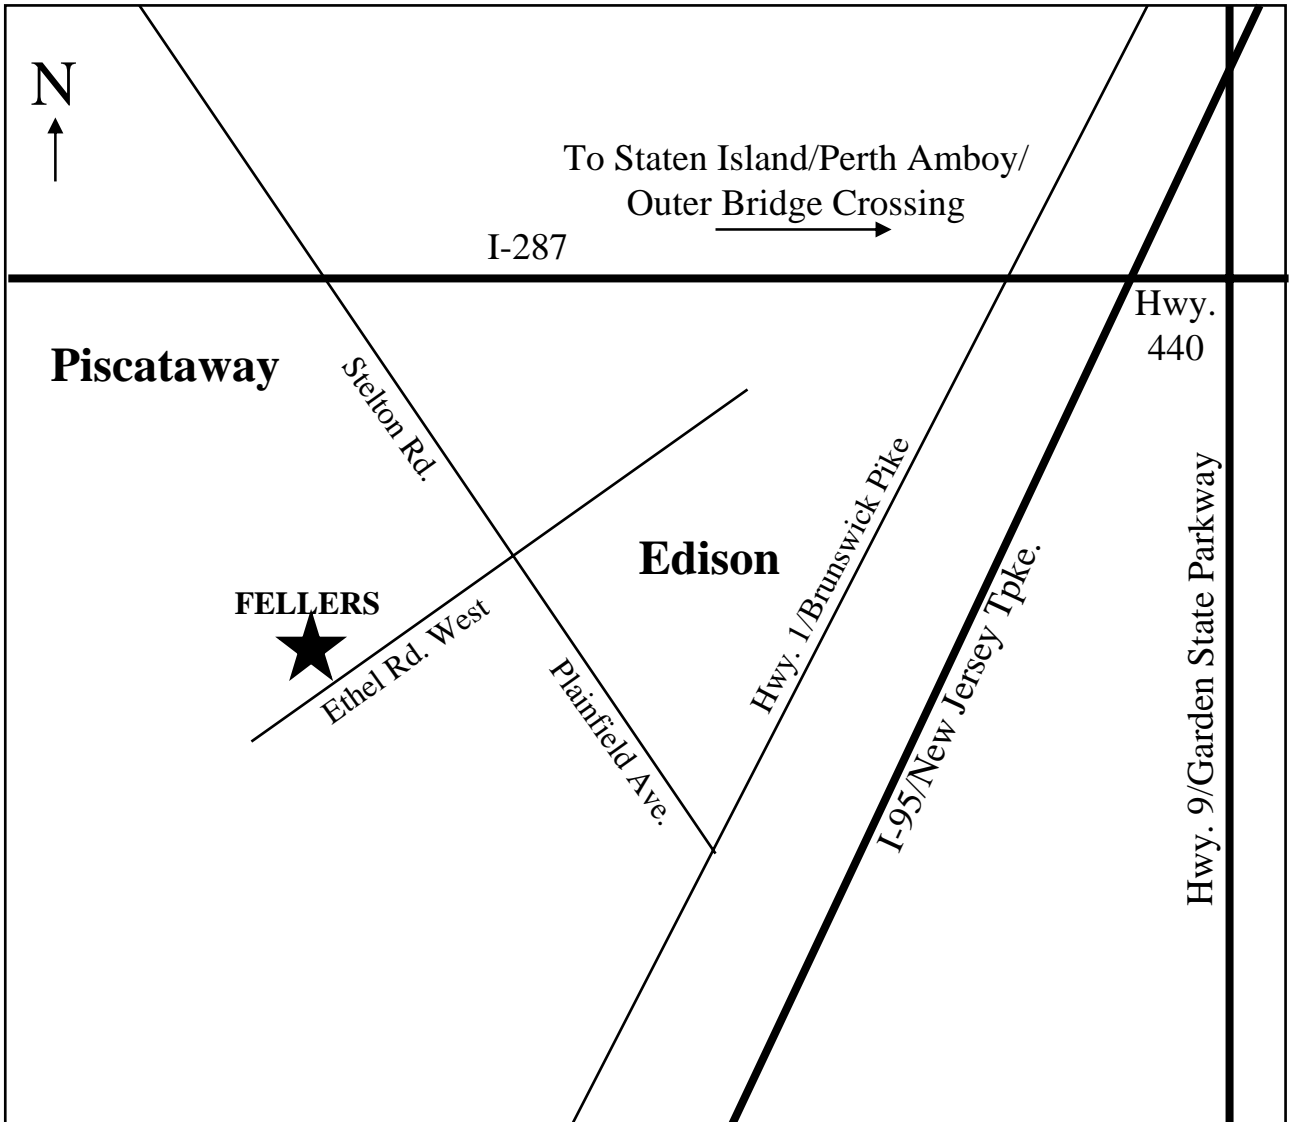 N
To Staten Island/Perth Amboy/
Outer Bridge Crossing
I-287
Hwy.
440
Piscataway
Stelton Rd.
Edison
Hwy. 1/Brunswick Pike
I-95/New Jersey Tpke.
Hwy. 9/Garden State Parkway
FELLERS
Ethel Rd. West
Plainfield Ave.